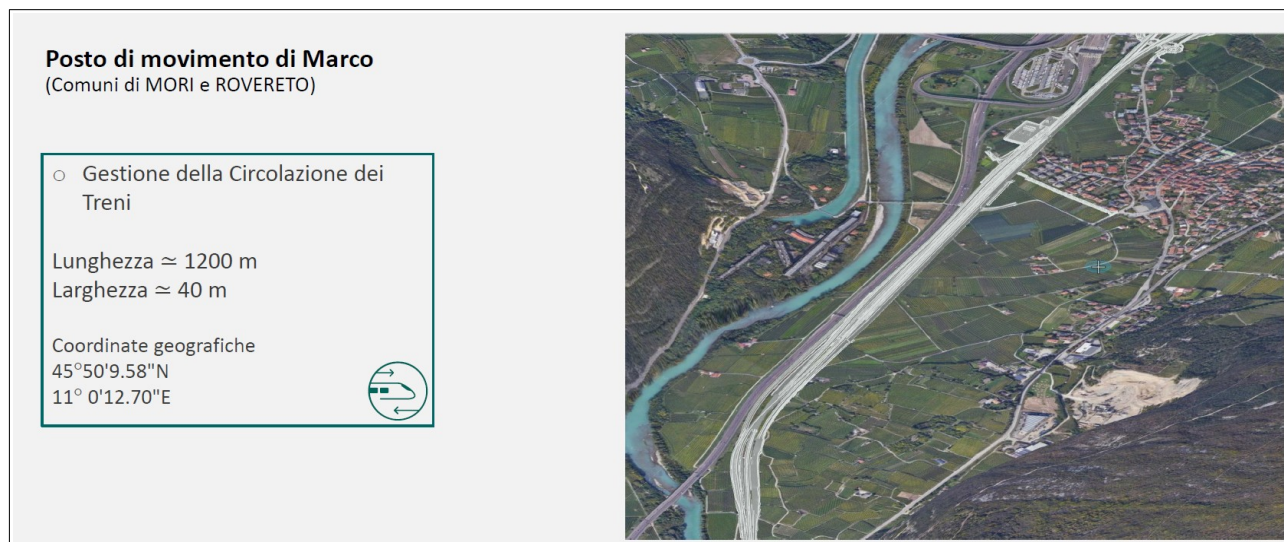 Posto di movimento di Marco
(Comuni di MORI e ROVERETO)
○ Gestione della Circolazione dei
Treni
Lunghezza ≃ 1200 m
Larghezza ≃ 40 m
Coordinate geografiche
45°50'9.58"N
11° 0'12.70"E